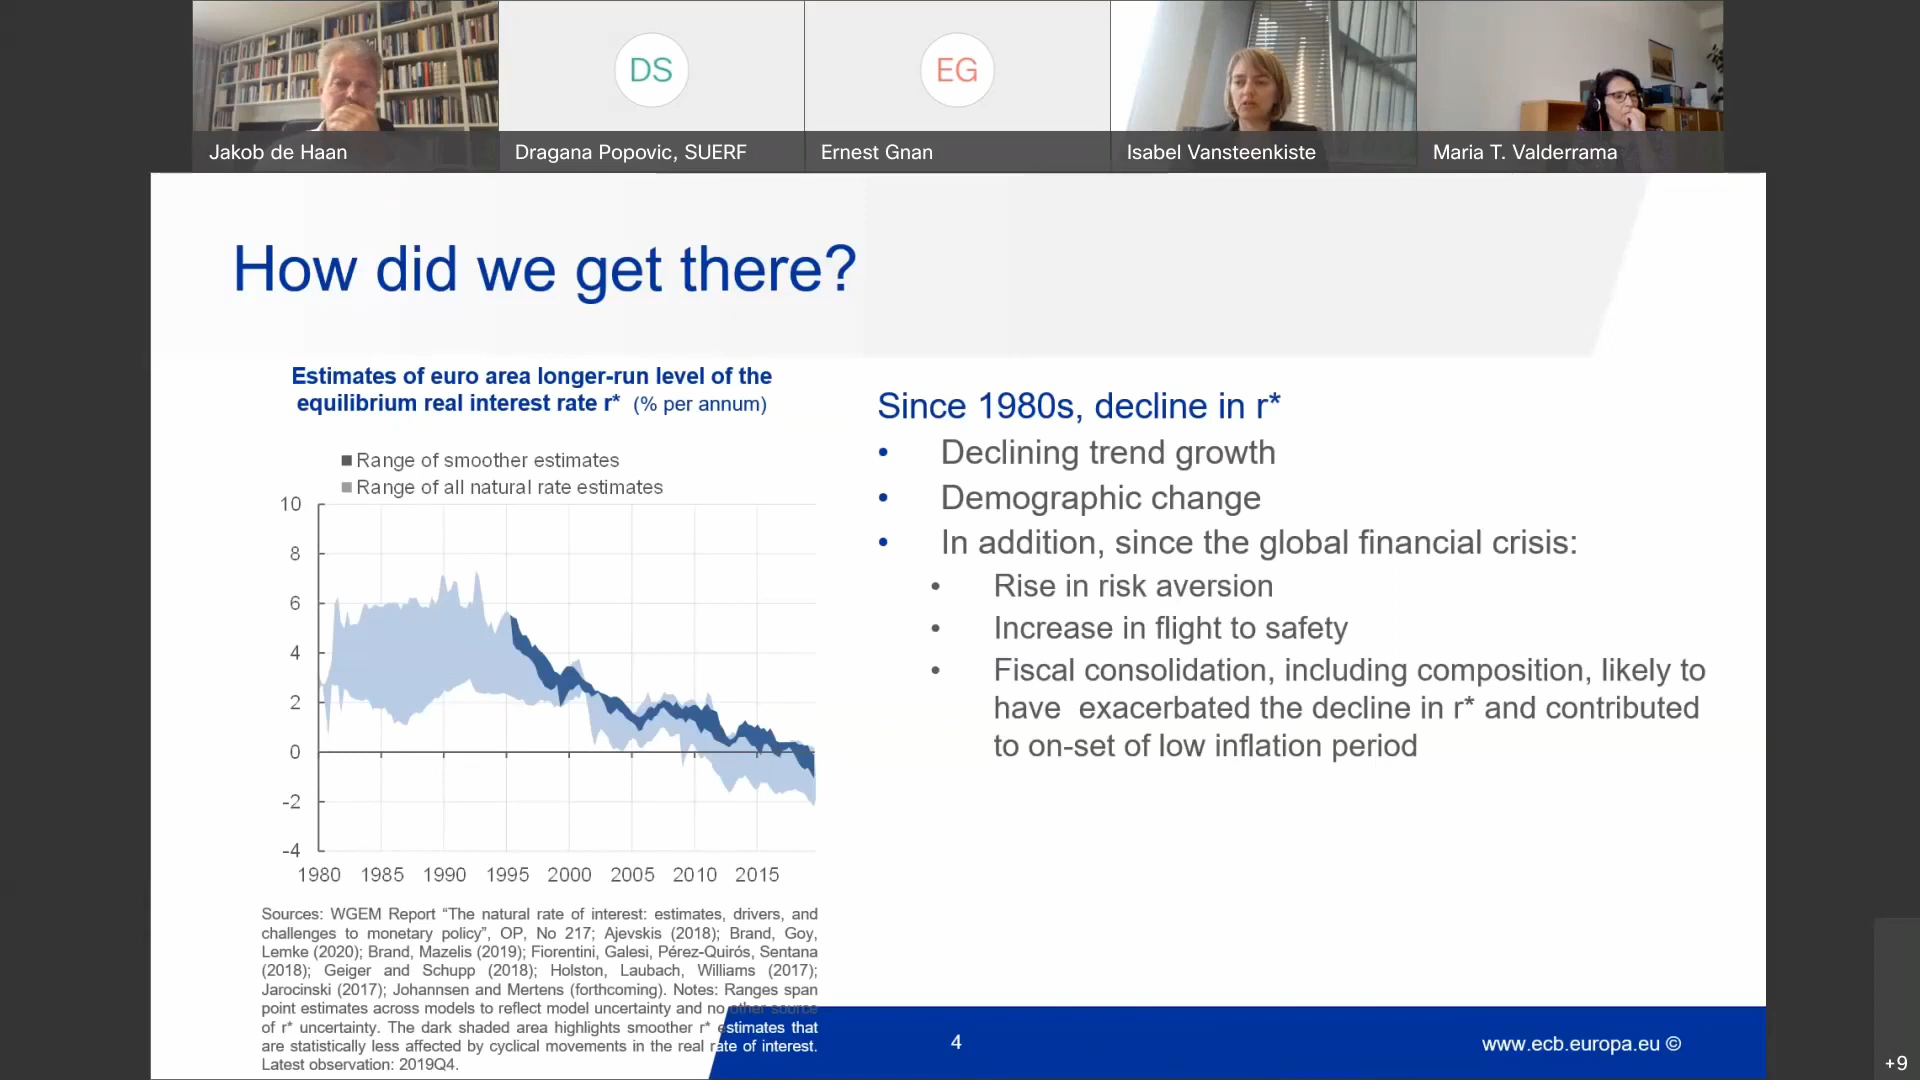 DS
EG
Jakob de Haan
Dragana Popovic, SUERF
Ernest Gnan
Isabel Vansteenkiste
Maria T. Valderrama
How did we get there?
Estimates of euro area longer-run level of the
equilibrium real interest rate r* (% per annum)
Range of smoother estimates
Range of all natural rate estimates
10
8
6
4
2
0
-2
-4
1980 1985 1990 1995 2000 2005 2010 2015
Sources: WGEM Report “The natural rate of interest: estimates, drivers, and
challenges to monetary policy”, OP, No 217; Ajevskis (2018); Brand, Goy,
Lemke (2020); Brand, Mazelis (2019); Fiorentini, Galesi, Pérez-Quirós, Sentana
(2018); Geiger and Schupp (2018); Holston, Laubach, Williams (2017);
Jarocinski (2017); Johannsen and Mertens (forthcoming). Notes: Ranges span
point estimates across models to reflect model uncertainty and no other source
of r* uncertainty. The dark shaded area highlights smoother r* estimates that
are statistically less affected by cyclical movements in the real rate of interest.
Latest observation: 2019Q4.
Since 1980s, decline in r*
• Declining trend growth
• Demographic change
• In addition, since the global financial crisis:
• Rise in risk aversion
• Increase in flight to safety
• Fiscal consolidation, including composition, likely to
have exacerbated the decline in r* and contributed
to on-set of low inflation period
4
www.ecb.europa.eu ©
+9